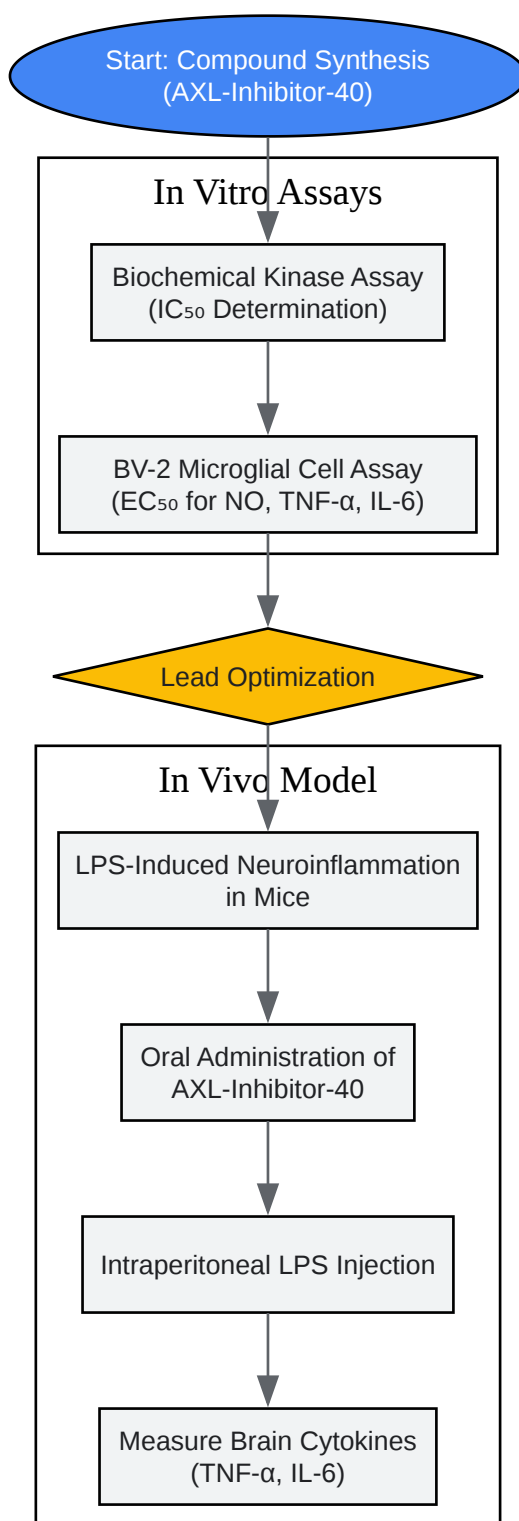 Start: Compound Synthesis
(AXL-Inhibitor-40)
In Vitro Assays
Biochemical Kinase Assay
(IC₅₀ Determination)
BV-2 Microglial Cell Assay
(EC₅₀ for NO, TNF-α, IL-6)
Lead Optimization
In Vivo Model
LPS-Induced Neuroinflammation
in Mice
Oral Administration of
AXL-Inhibitor-40
Intraperitoneal LPS Injection
Measure Brain Cytokines
(TNF-α, IL-6)